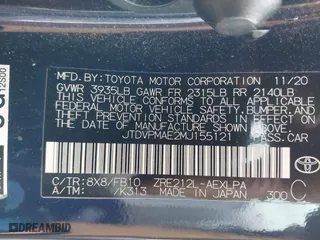 MFD. BY: TOYOTA MOTOR CORPORATION 11/20
GVWR 3935LB GAWR FR 2315LB RR 2140LB
THIS VEHICLE CONFORMS TO ALL APPLICABLE
FEDERAL MOTOR VEHICLE SAFETY, BUMPER, AND
THEFT PREVENTION STANDARDS IN EFFECT ON
THE DATE OF MANUFACTURE SHOWN ABOVE.
JTDVPMAE2MJ155121 PASS.CAR
C/TR: 8X8/FB10 ZRE212L-AEXLPA
A/TM: /K313 MADE IN JAPAN 300 C
DREAMBID